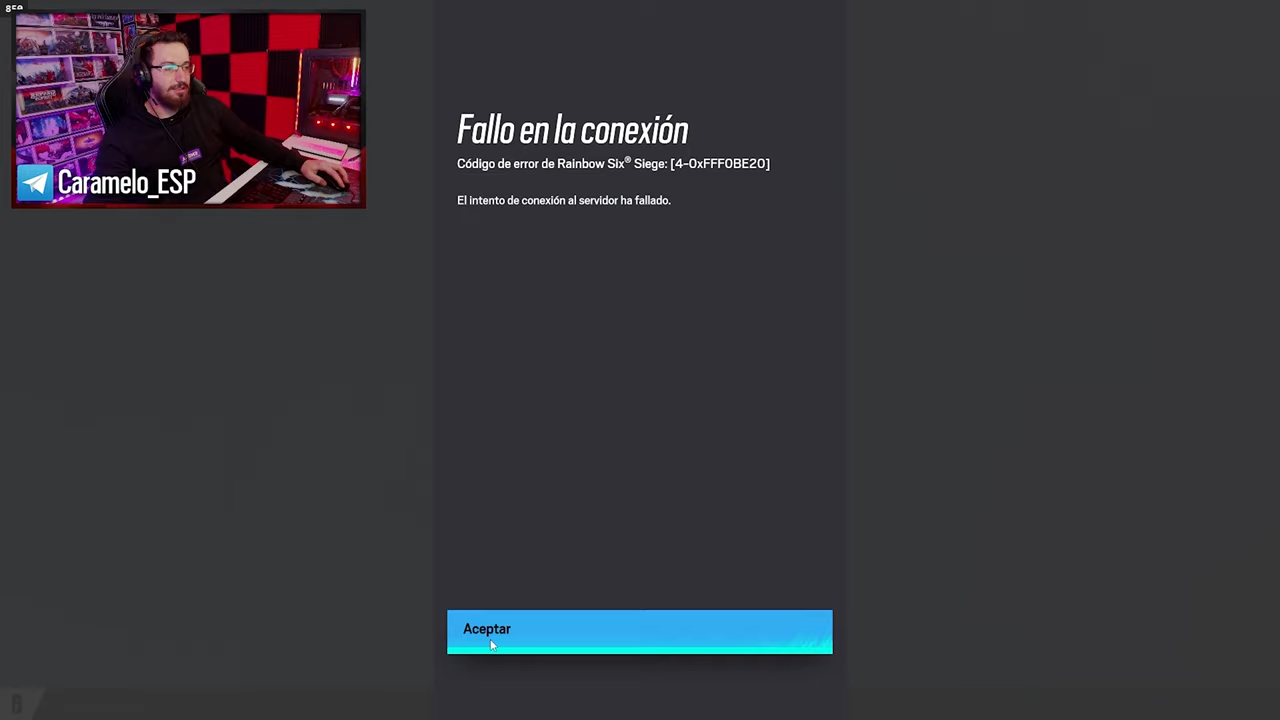 859
Caramelo_ESP
Fallo en la conexión
Código de error de Rainbow Six® Siege: [4-0xFFF0BE20]
El intento de conexión al servidor ha fallado.
Aceptar